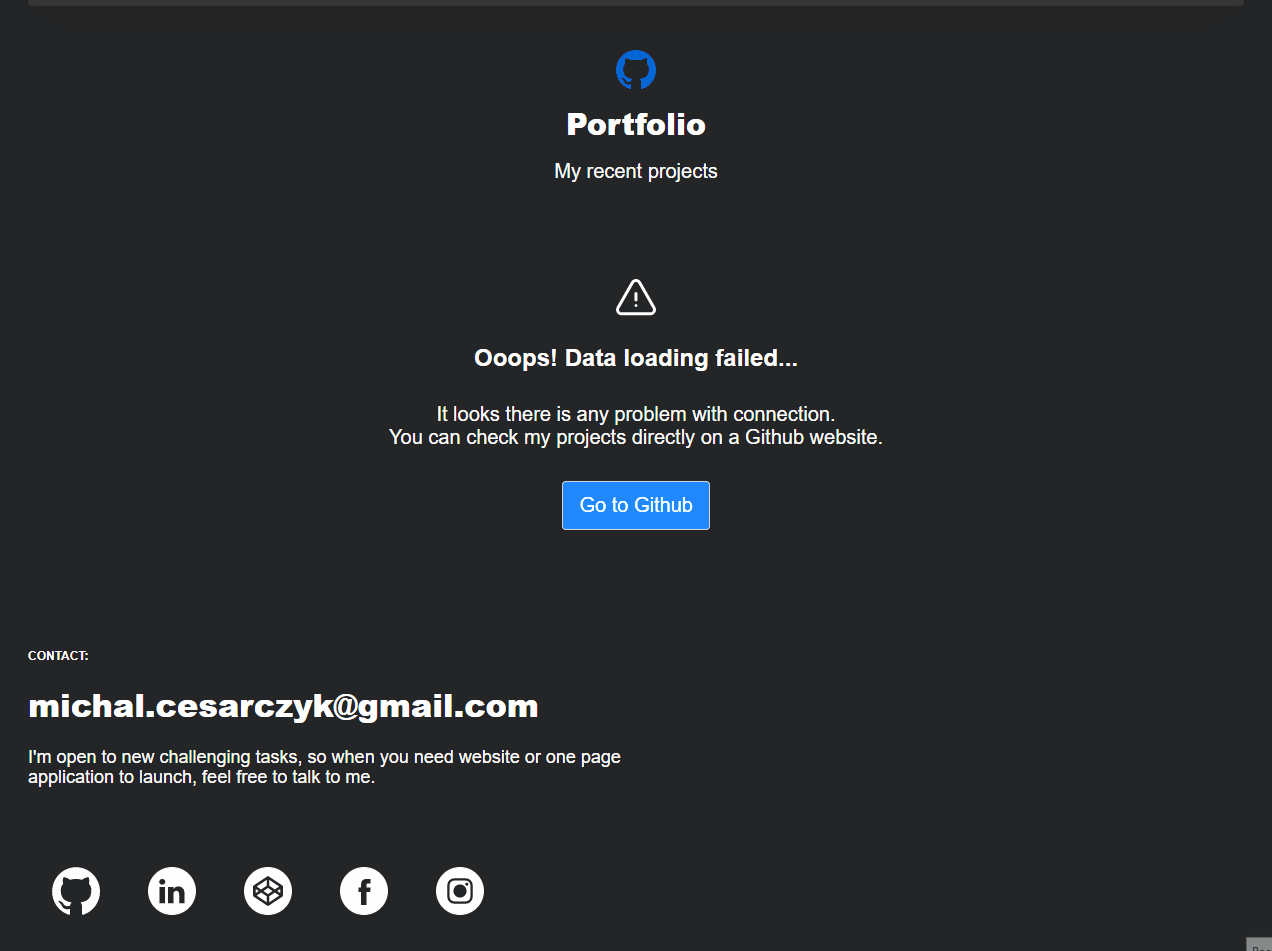 Portfolio
My recent projects
Ooops! Data loading failed...
It looks there is any problem with connection.
You can check my projects directly on a Github website.
Go to Github
CONTACT:
michal.cesarczyk@gmail.com
I'm open to new challenging tasks, so when you need website or one page
application to launch, feel free to talk to me.
in
f